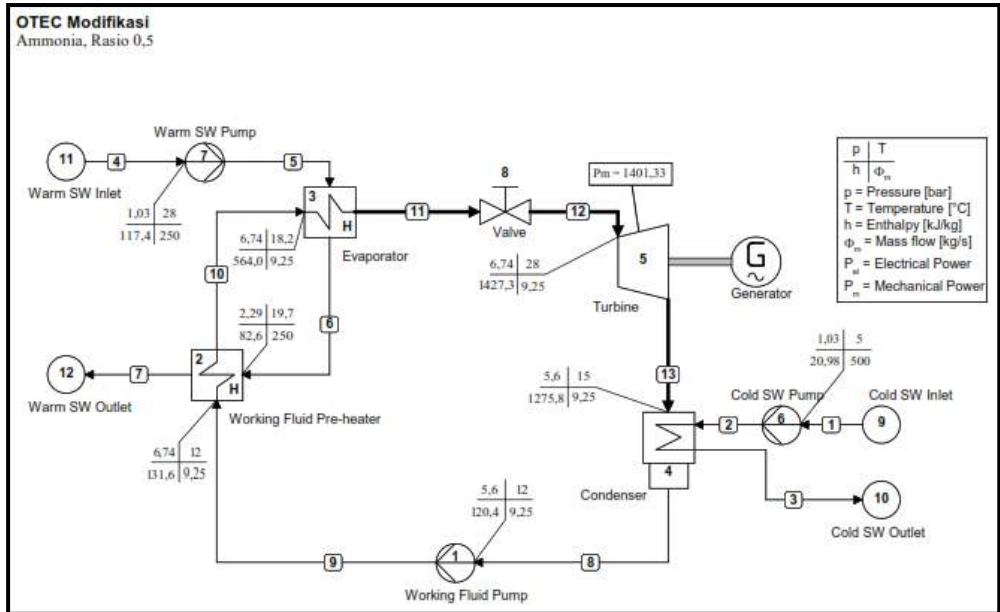 OTEC Modifikasi
Ammonia, Rasio 0,5
Warm SW Pump
11
4
7
5
Warm SW Inlet
1,03 28
117,4 250
3
H
Evaporator
6,74 18,2
564,0 9,25
10
11
8
Valve
12
6,74 28
1427,3 9,25
Pm = 1401,33
5
Turbine
G
Generator
p T
h Φm
p = Pressure [bar]
T = Temperature [°C]
h = Enthalpy [kJ/kg]
Φm = Mass flow [kg/s]
Pel = Electrical Power
Pm = Mechanical Power
6
2,29 19,7
82,6 250
12
7
2
H
Warm SW Outlet
Working Fluid Pre-heater
6,74 12
131,6 9,25
13
5,6 15
1275,8 9,25
1,03 5
20,98 500
Cold SW Pump
Cold SW Inlet
2
6
1
9
4
Condenser
3
10
Cold SW Outlet
5,6 12
120,4 9,25
9
1
8
Working Fluid Pump